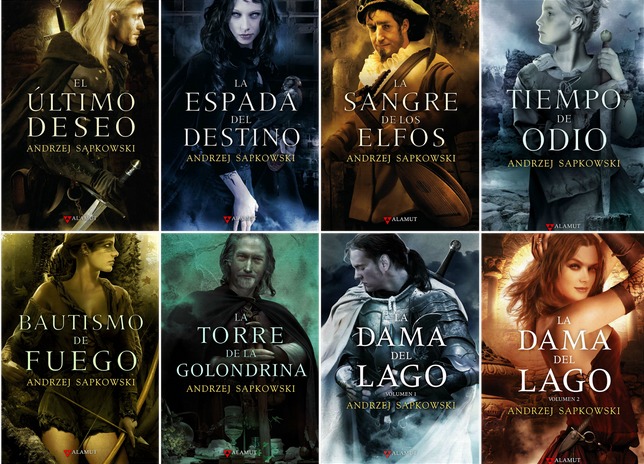 EL
ÚLTIMO
DESEO
ANDRZEJ SAPKOWSKI
ALAMUT
LA
ESPADA
DEL
DESTINO
ANDRZEJ SAPKOWSKI
ALAMUT
LA
SANGRE
DE LOS
ELFOS
ANDRZEJ SAPKOWSKI
ALAMUT
TIEMPO
DE
ODIO
ANDRZEJ SAPKOWSKI
ALAMUT
BAUTISMO
DE
FUEGO
ANDRZEJ SAPKOWSKI
ALAMUT
LA
TORRE
DE LA
GOLONDRINA
ANDRZEJ SAPKOWSKI
ALAMUT
LA
DAMA
DEL
LAGO
VOLUMEN 1
ANDRZEJ SAPKOWSKI
ALAMUT
LA
DAMA
DEL
LAGO
VOLUMEN 2
ANDRZEJ SAPKOWSKI
ALAMUT